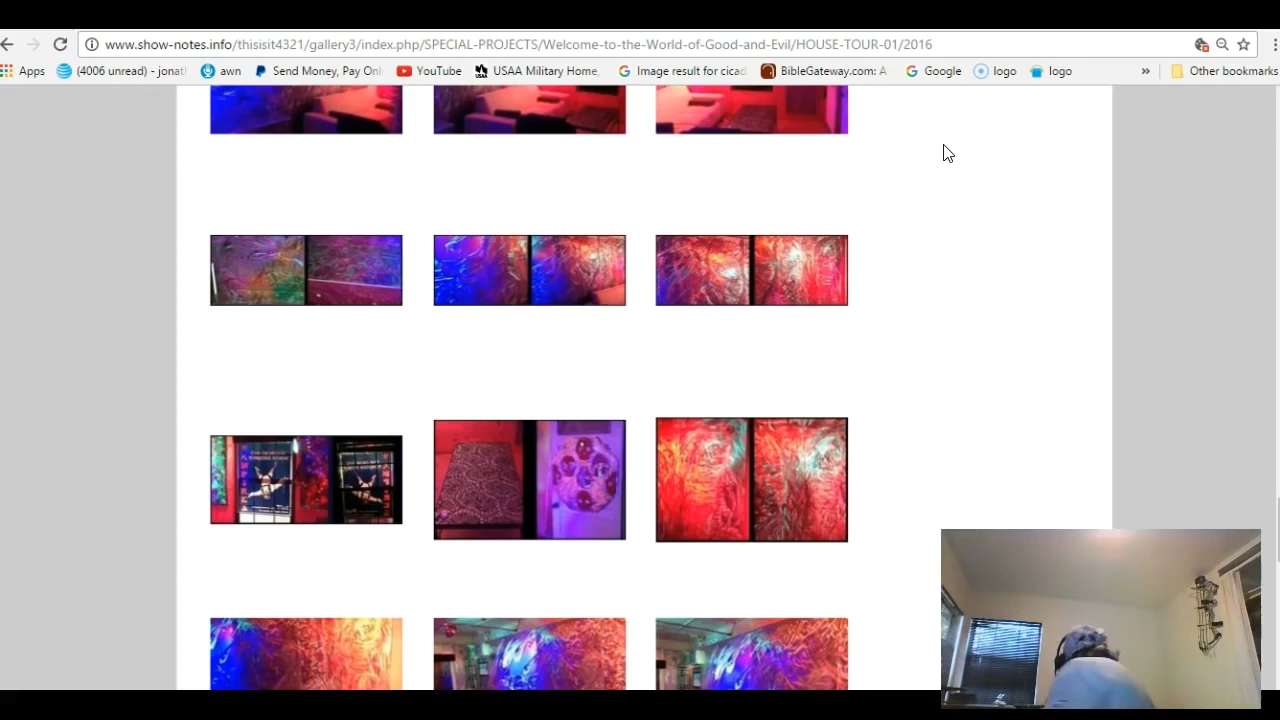 www.show-notes.info/thisisit4321/gallery3/index.php/SPECIAL-PROJECTS/Welcome-to-the-World-of-Good-and-Evil/HOUSE-TOUR-01/2016
Apps (4006 unread) - jonat awn Send Money, Pay Onl YouTube USAA Military Home, Image result for cicad BibleGateway.com: A Google logo logo » Other bookmarks